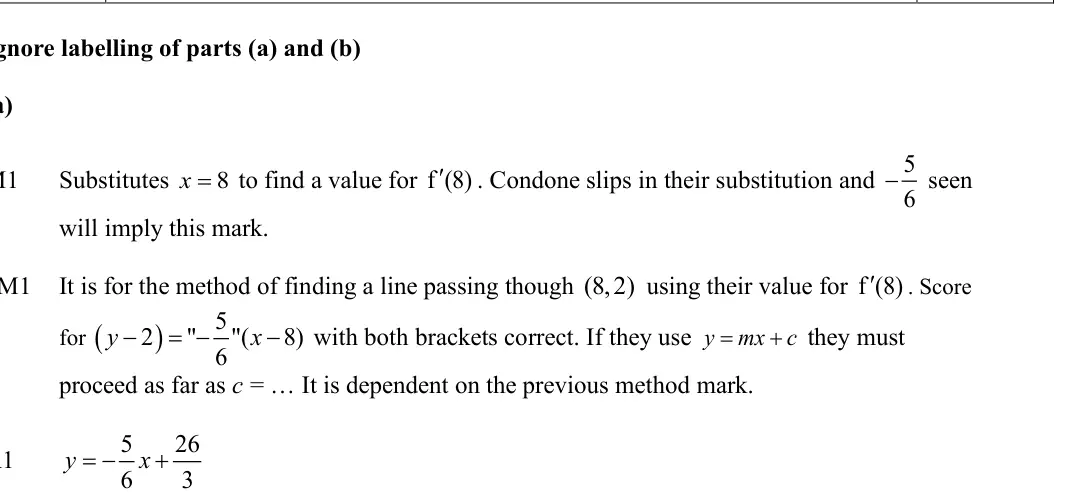 gnore labelling of parts (a) and (b)
a)
M1 Substitutes x = 8 to find a value for f′(8). Condone slips in their substitution and −5/6 seen
will imply this mark.
M1 It is for the method of finding a line passing though (8,2) using their value for f′(8). Score
for (y−2)="−5/6"(x−8) with both brackets correct. If they use y = mx + c they must
proceed as far as c = … It is dependent on the previous method mark.
1 y = −5/6x + 26/3